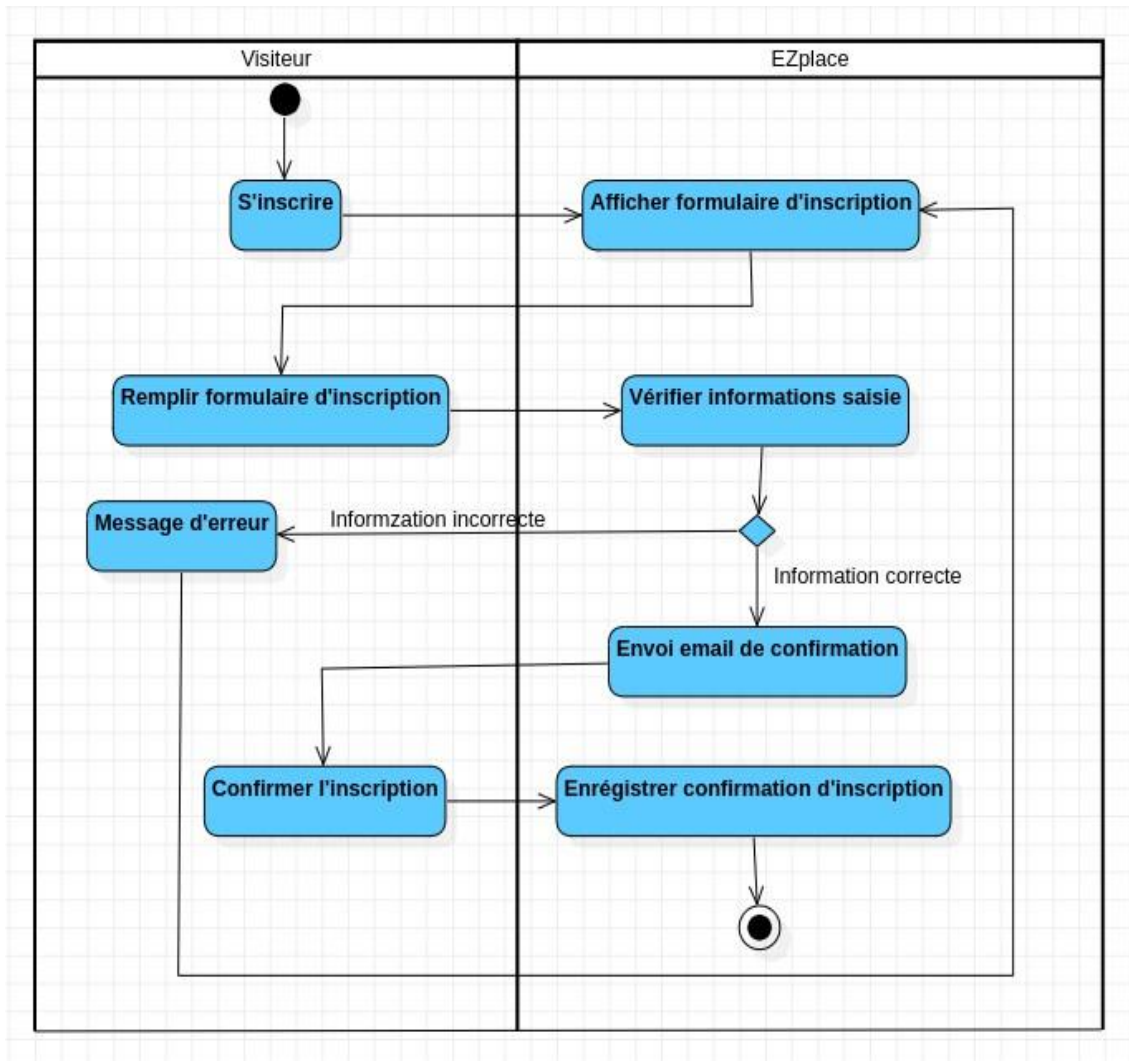 Visiteur
EZplace
S'inscrire
Afficher formulaire d'inscription
Remplir formulaire d'inscription
Vérifier informations saisie
Message d'erreur
Informzation incorrecte
Information correcte
Envoi email de confirmation
Confirmer l'inscription
Enrégistrer confirmation d'inscription